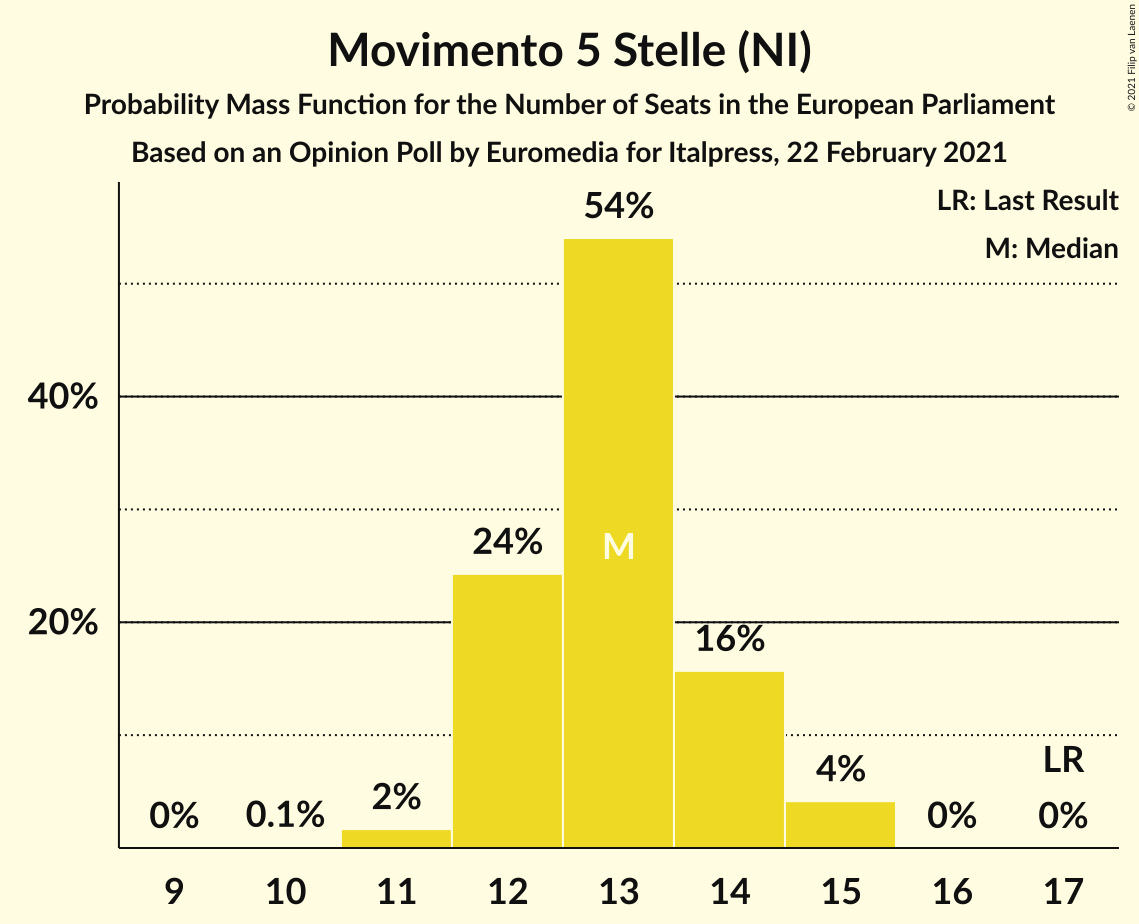 © 2021 Filip van Laenen
Movimento 5 Stelle (NI)
Probability Mass Function for the Number of Seats in the European Parliament
Based on an Opinion Poll by Euromedia for Italpress, 22 February 2021
LR: Last Result
M: Median
54%
40%
24%
M
20%
16%
LR
0%
0.1%
2%
4%
0%
0%
9 10 11 12 13 14 15 16 17